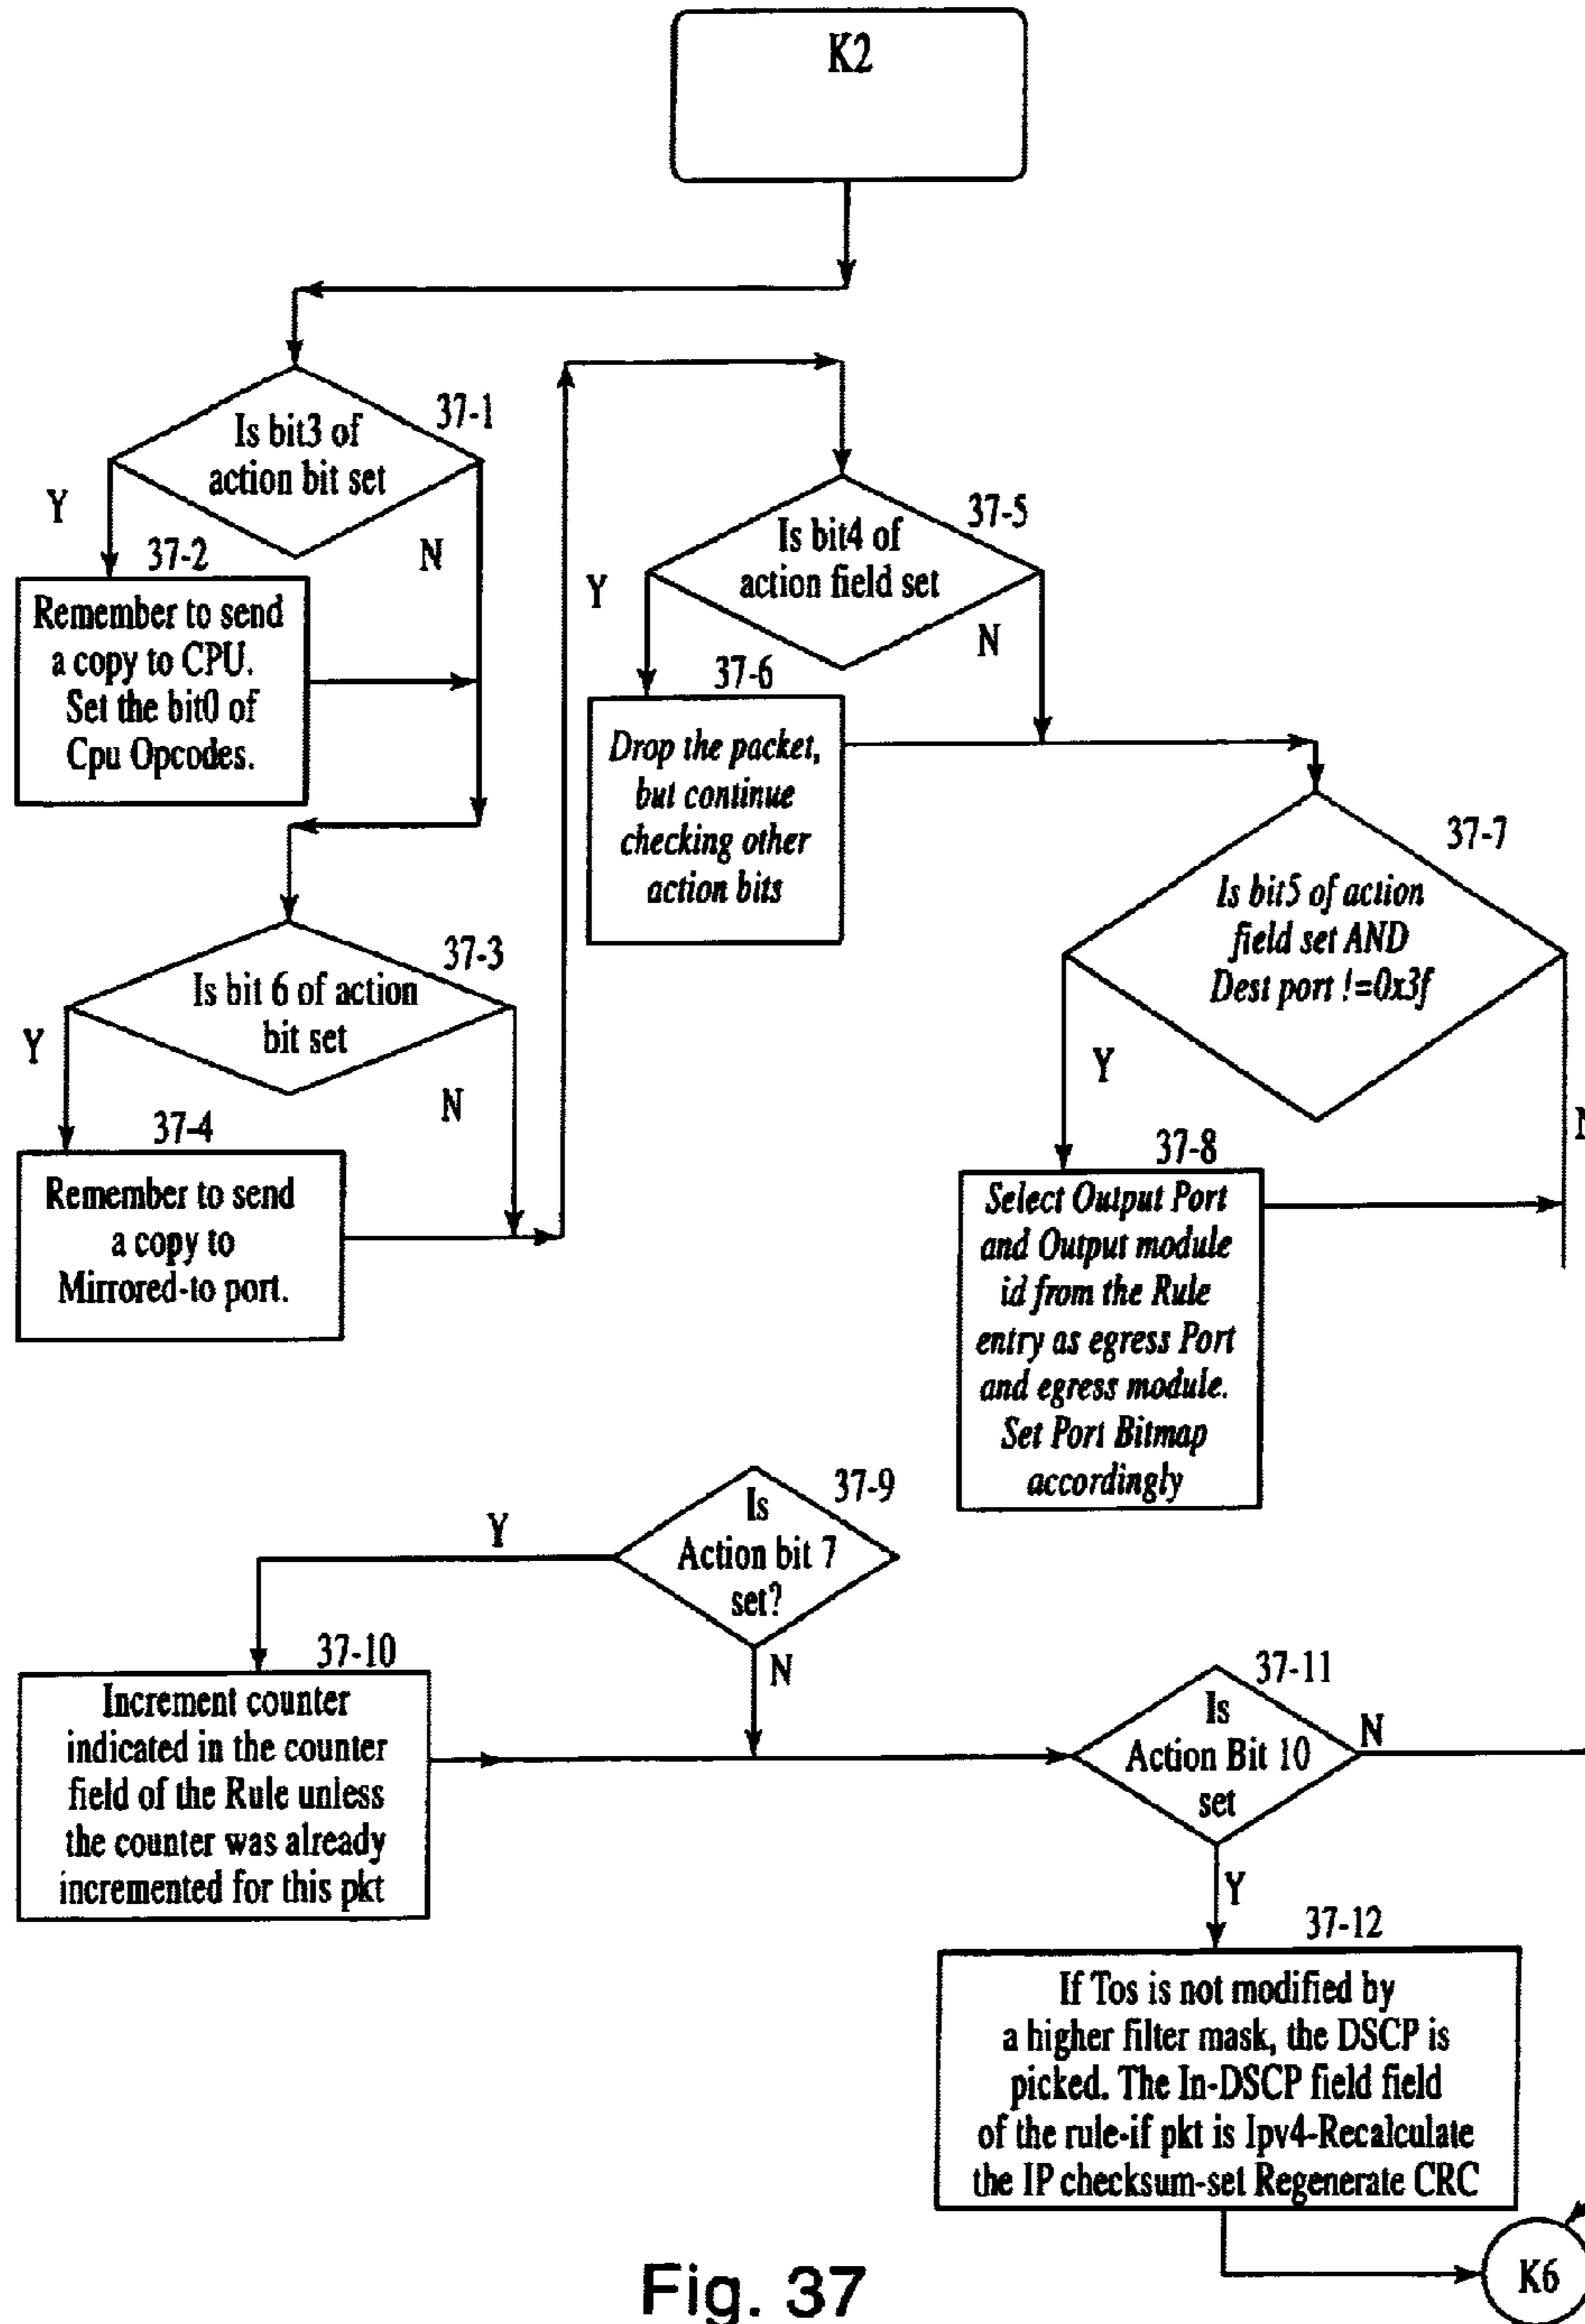 K2
37-1
Is bit3 of
action bit set
Y
N
37-2
Remember to send
a copy to CPU.
Set the bit0 of
Cpu Opcodes.
37-3
Is bit 6 of action
bit set
Y
N
37-4
Remember to send
a copy to
Mirrored-to port.
37-5
Is bit4 of
action field set
Y
N
37-6
Drop the packet,
but continue
checking other
action bits
37-7
Is bit5 of action
field set AND
Dest port !=0x3f
Y
N
37-8
Select Output Port
and Output module
id from the Rule
entry as egress Port
and egress module.
Set Port Bitmap
accordingly
37-9
Is
Action bit 7
set?
Y
N
37-10
Increment counter
indicated in the counter
field of the Rule unless
the counter was already
incremented for this pkt
37-11
Is
Action Bit 10
set
N
Y
37-12
If Tos is not modified by
a higher filter mask, the DSCP is
picked. The In-DSCP field field
of the rule-if pkt is Ipv4-Recalculate
the IP checksum-set Regenerate CRC
K6
Fig. 37